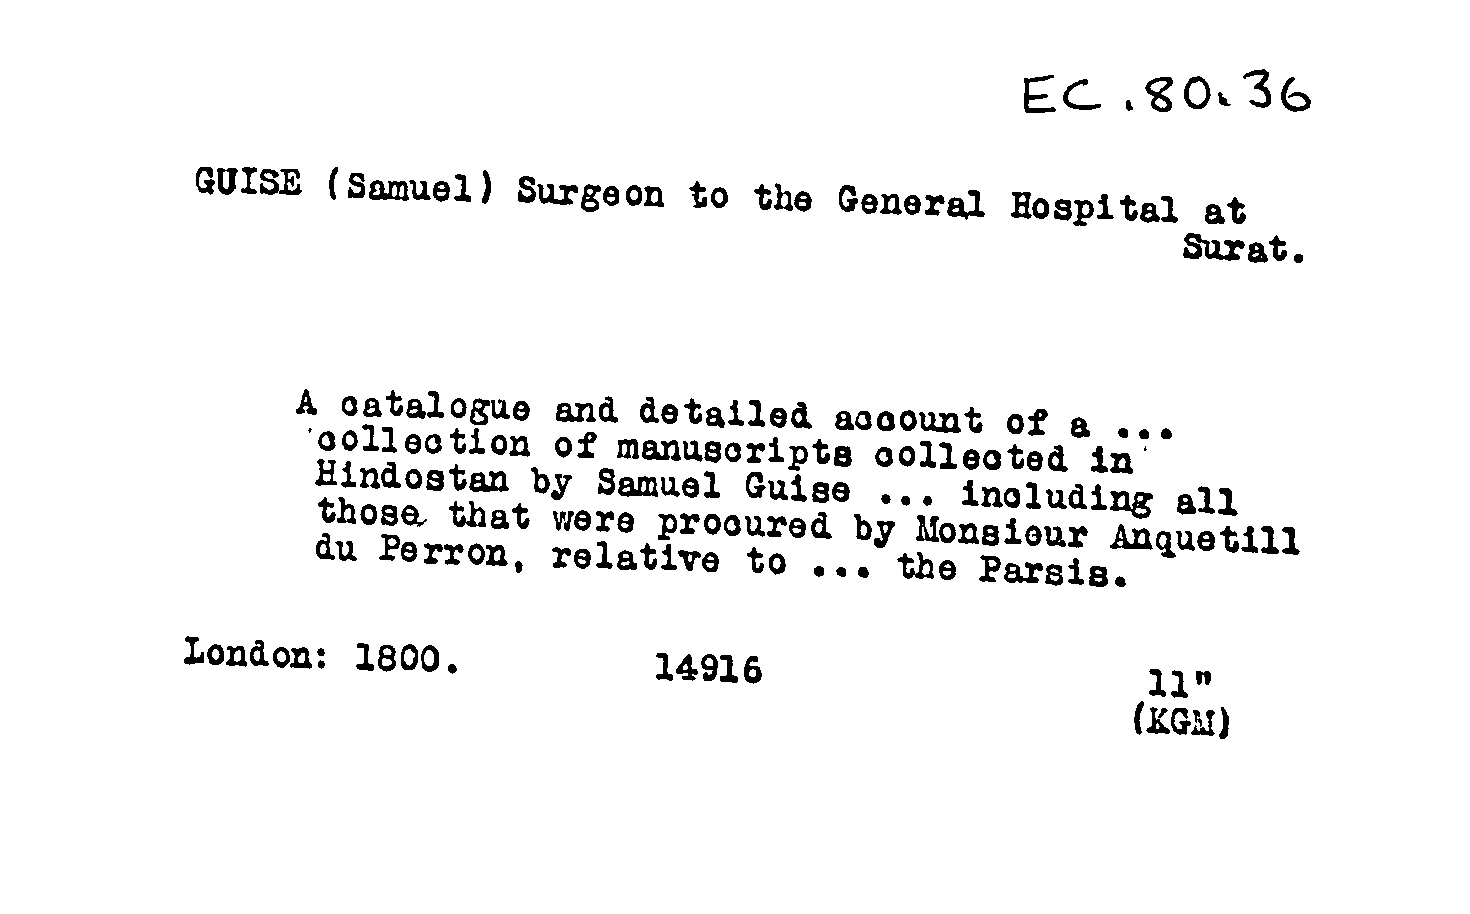 EC.80.36
GUISE (Samuel) Surgeon to the General Hospital at
Surat.
A catalogue and detailed account of a ...
collection of manuscripts collected in
Hindostan by Samuel Guise ... including all
those that were procured by Monsieur Anquetill
du Perron, relative to ... the Parsis.
London: 1800. 14916 11"
(KGM)